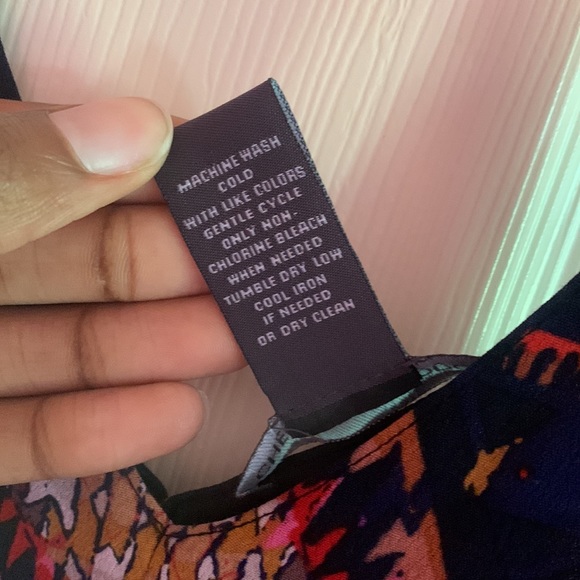 MACHINE WASH
COLD
WITH LIKE COLORS
GENTLE CYCLE
ONLY NON-
CHLORINE BLEACH
WHEN NEEDED
TUMBLE DRY LOW
COOL IRON
IF NEEDED
OR DRY CLEAN